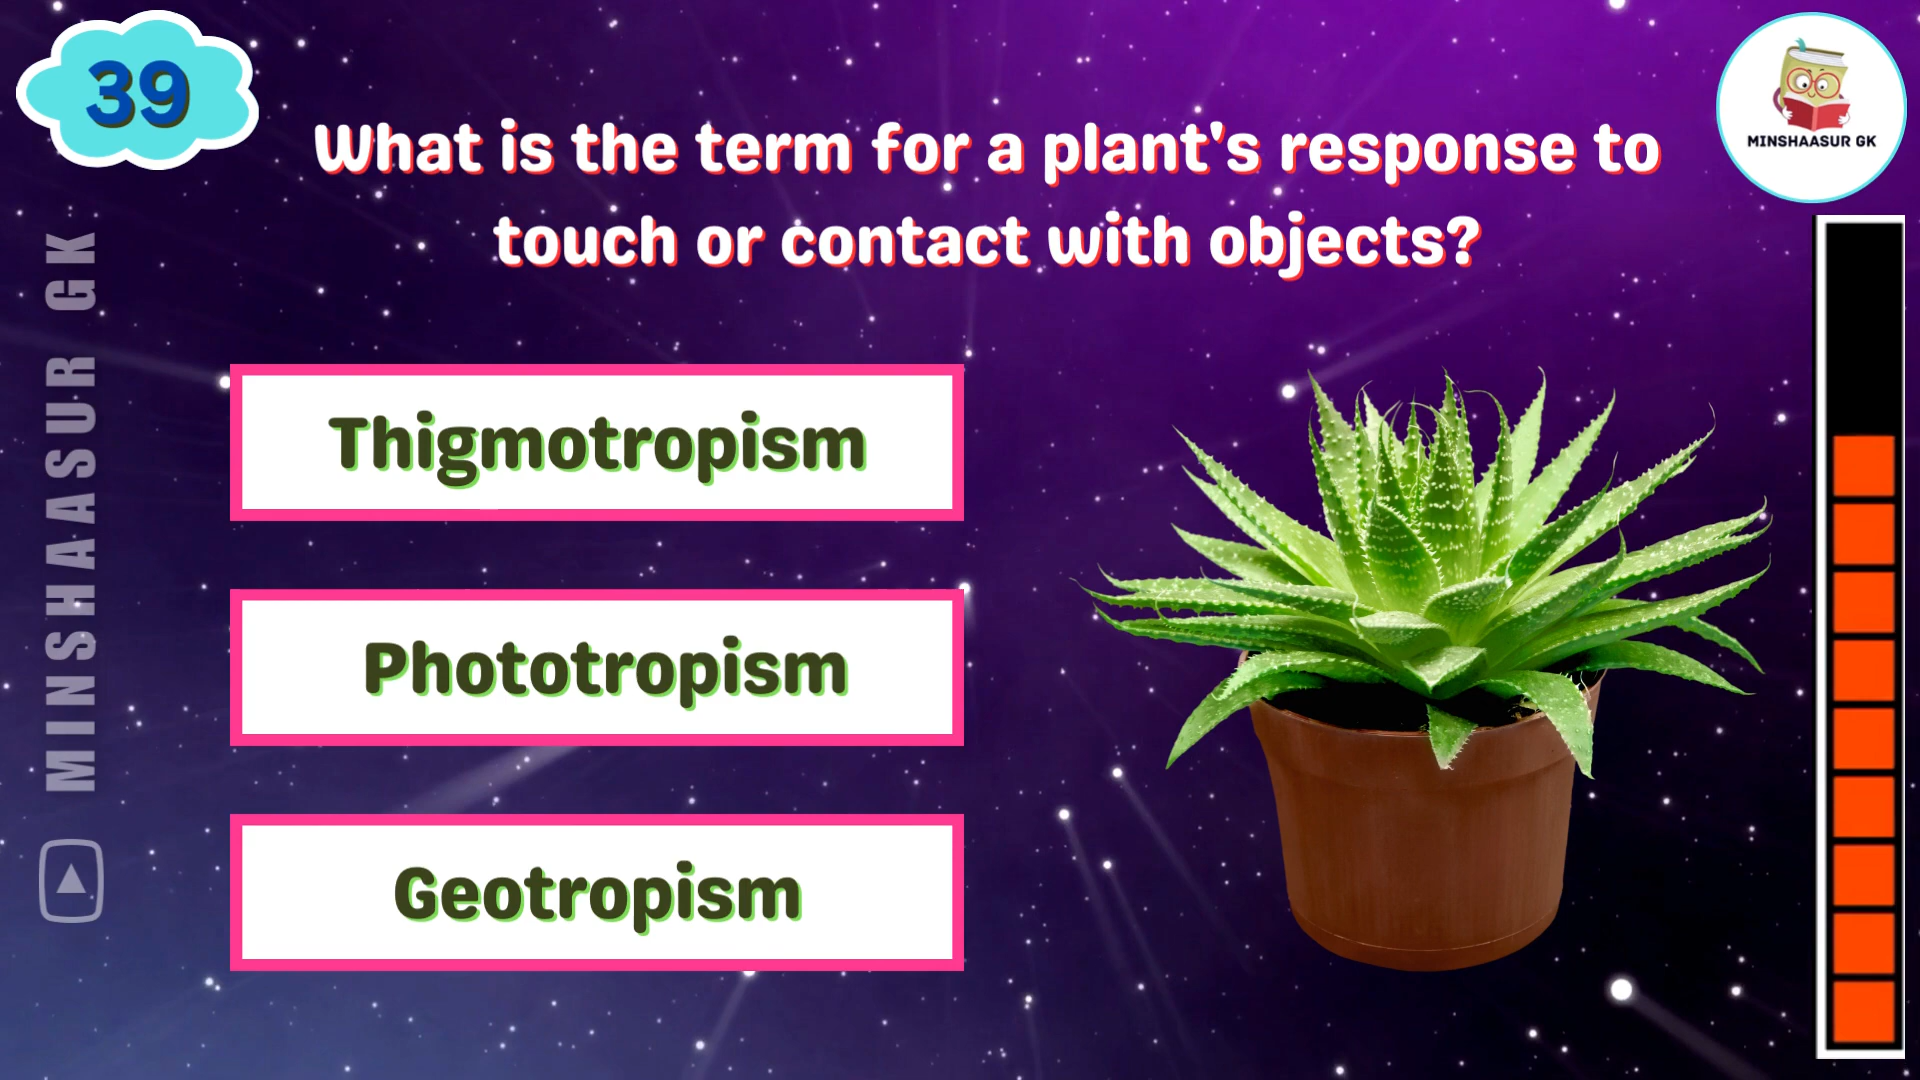 39
What is the term for a plant's response to
touch or contact with objects?
MINSHAASUR GK
Thigmotropism
Phototropism
Geotropism
MINSHAASUR GK